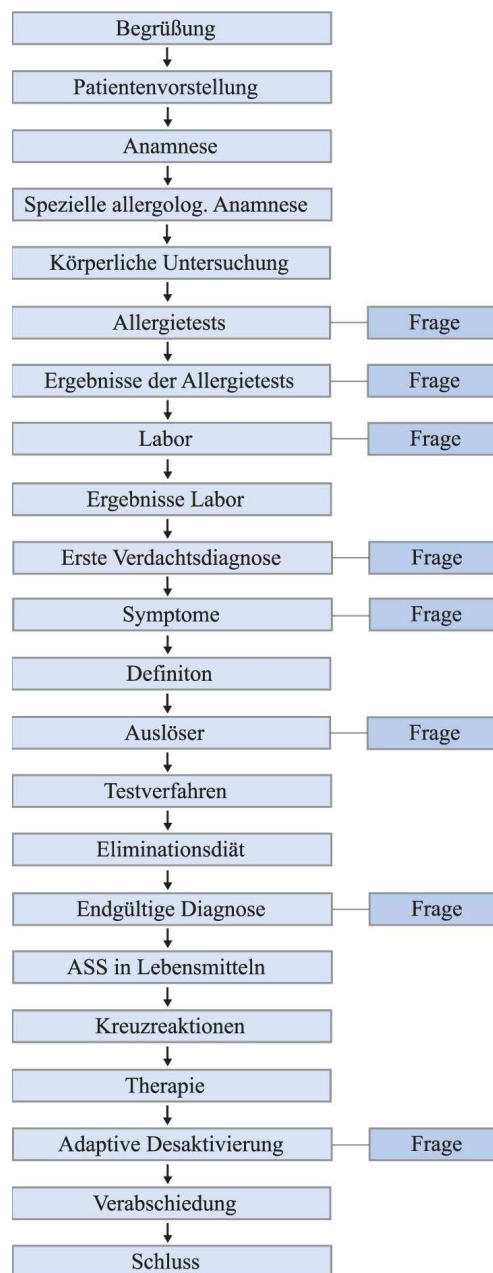 Begrüßung
Patientenvorstellung
Anamnese
Spezielle allergolog. Anamnese
Körperliche Untersuchung
Allergietests
Frage
Ergebnisse der Allergietests
Frage
Labor
Frage
Ergebnisse Labor
Erste Verdachtsdiagnose
Frage
Symptome
Frage
Definiton
Auslöser
Frage
Testverfahren
Eliminationsdiät
Endgültige Diagnose
Frage
ASS in Lebensmitteln
Kreuzreaktionen
Therapie
Adaptive Desaktivierung
Frage
Verabschiedung
Schluss